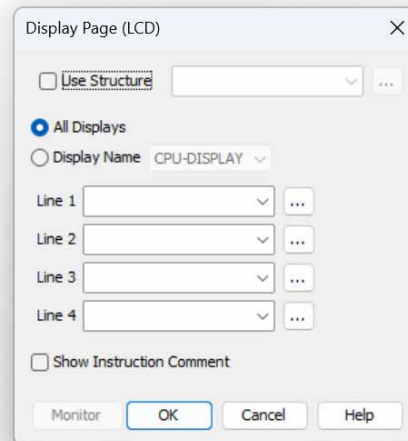 Display Page (LCD)
Use Structure
...
All Displays
Display Name CPU-DISPLAY
Line 1 ...
Line 2 ...
Line 3 ...
Line 4 ...
Show Instruction Comment
Monitor OK Cancel Help